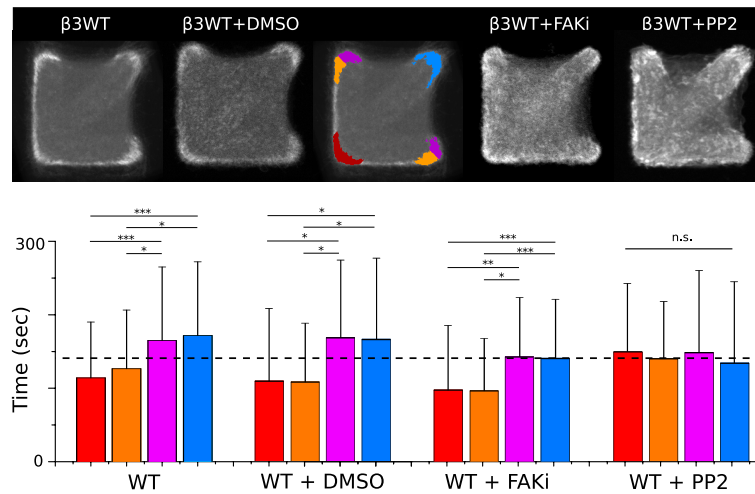 β3WT β3WT+DMSO β3WT+FAKi β3WT+PP2
*** * *** n.s.
* * ***
*** * **
* * *
300
Time (sec)
0
WT WT + DMSO WT + FAKi WT + PP2